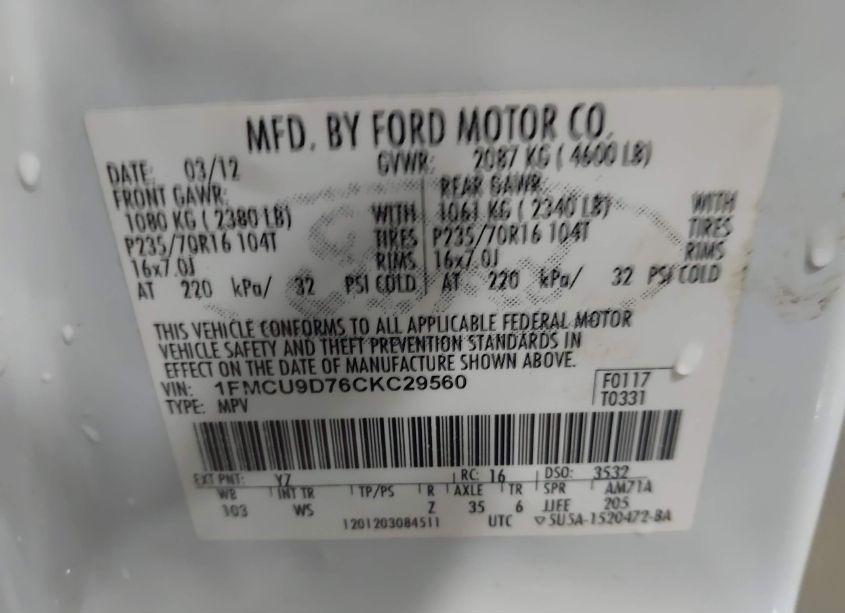 MFD. BY FORD MOTOR CO.
DATE: 03/12 GVWR: 2087 KG ( 4600 LB)
FRONT GAWR: REAR GAWR:
1080 KG ( 2380 LB) WITH 1061 KG ( 2340 LB) WITH
P235/70R16 104T TIRES P235/70R16 104T TIRES
16x7.0J RIMS 16x7.0J RIMS
AT 220 kPa/ 32 PSI COLD AT 220 kPa/ 32 PSI COLD
THIS VEHICLE CONFORMS TO ALL APPLICABLE FEDERAL MOTOR
VEHICLE SAFETY AND THEFT PREVENTION STANDARDS IN
EFFECT ON THE DATE OF MANUFACTURE SHOWN ABOVE.
VIN: 1FMCU9D76CKC29560 F0117
TYPE: MPV T0331
EXT PNT: YZ RC: 16 DSO: 3532
WB INT TR TP/PS R AXLE TR SPR AM71A
103 WS Z 35 6 JJFF 205
1201203084511 UTC ▽5U5A-1520472-BA